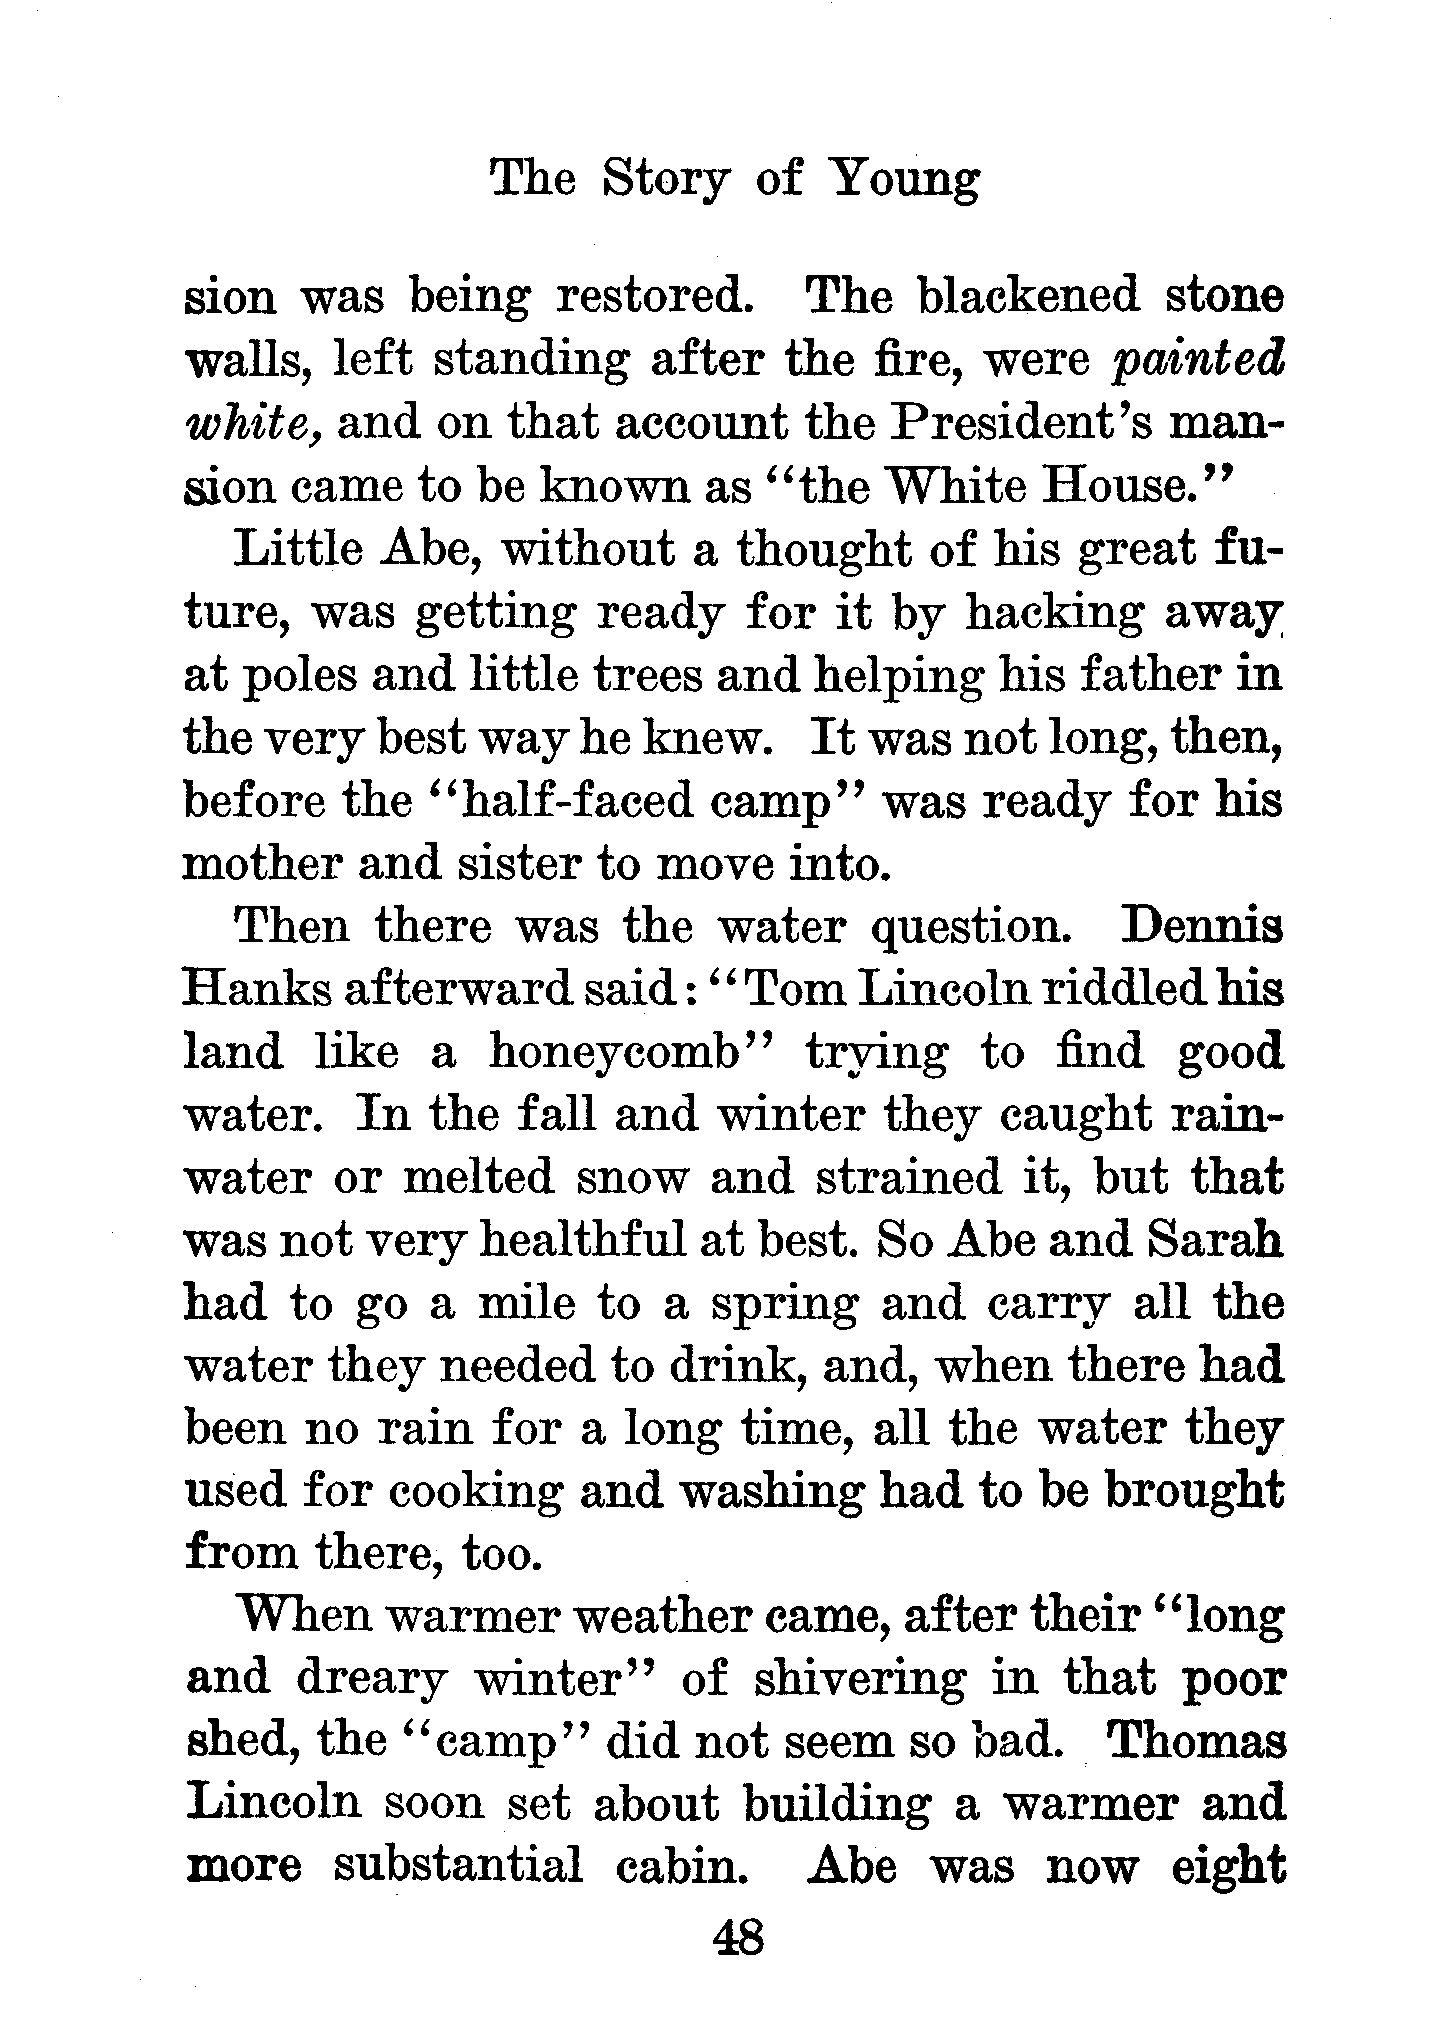 The Story of Young
sion was being restored. The blackened stone
walls, left standing after the fire, were painted
white, and on that account the President's man-
sion came to be known as "the White House."
Little Abe, without a thought of his great fu-
ture, was getting ready for it by hacking away
at poles and little trees and helping his father in
the very best way he knew. It was not long, then,
before the "half-faced camp" was ready for his
mother and sister to move into.
Then there was the water question. Dennis
Hanks afterward said: "Tom Lincoln riddled his
land like a honeycomb" trying to find good
water. In the fall and winter they caught rain-
water or melted snow and strained it, but that
was not very healthful at best. So Abe and Sarah
had to go a mile to a spring and carry all the
water they needed to drink, and, when there had
been no rain for a long time, all the water they
used for cooking and washing had to be brought
from there, too.
When warmer weather came, after their "long
and dreary winter" of shivering in that poor
shed, the "camp" did not seem so bad. Thomas
Lincoln soon set about building a warmer and
more substantial cabin. Abe was now eight
48